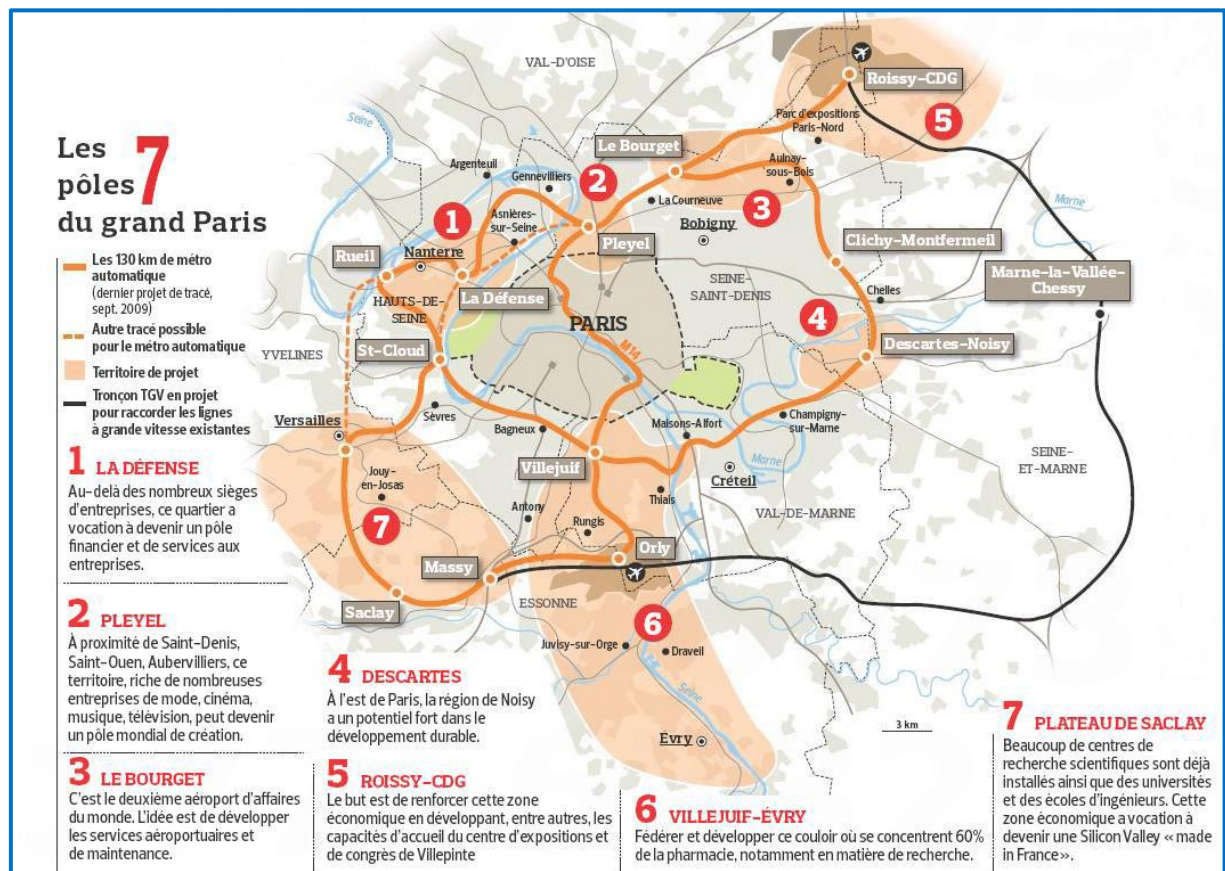 Les 7
pôles
du grand Paris
Les 130 km de métro
automatique
(dernier projet de tracé,
sept. 2009)
Autre tracé possible
pour le métro automatique
Territoire de projet
Tronçon TGV en projet
pour raccorder les lignes
à grande vitesse existantes
VAL-D'OISE
Seine
Argenteuil
Gennevilliers
Asnières-
sur-Seine
Le Bourget
Parc d'expositions
Paris-Nord
Roissy-CDG
5
Aulnay-
sous-Bois
2
La Courneuve
3
1
Pleyel
Bobigny
Rueil
Nanterre
La Défense
HAUTS-DE-
SEINE
SEINE-
SAINT-DENIS
Clichy-Montfermeil
Marne
Marne-la-Vallée-
Chessy
Chelles
4
PARIS
M14
Descartes-Noisy
YVELINES
St-Cloud
Versailles
Sèvres
Bagneux
Maisons-Alfort
Champigny-
sur-Marne
Villejuif
Marne
Créteil
SEINE-
ET-MARNE
Jouy-
en-Josas
7
Antony
Rungis
Thiais
VAL-DE-MARNE
Massy
Orly
Saclay
ESSONNE
6
Juvisy-sur-Orge
Draveil
Seine
Évry
3 km
1 LA DÉFENSE
Au-delà des nombreux sièges
d'entreprises, ce quartier a
vocation à devenir un pôle
financier et de services aux
entreprises.
2 PLEYEL
À proximité de Saint-Denis,
Saint-Ouen, Aubervilliers, ce
territoire, riche de nombreuses
entreprises de mode, cinéma,
musique, télévision, peut devenir
un pôle mondial de création.
3 LE BOURGET
C'est le deuxième aéroport d'affaires
du monde. L'idée est de développer
les services aéroportuaires et
de maintenance.
4 DESCARTES
À l'est de Paris, la région de Noisy
a un potentiel fort dans le
développement durable.
5 ROISSY-CDG
Le but est de renforcer cette zone
économique en développant, entre autres, les
capacités d'accueil du centre d'expositions et
de congrès de Villepinte
6 VILLEJUIF-ÉVRY
Fédérer et développer ce couloir où se concentrent 60%
de la pharmacie, notamment en matière de recherche.
7 PLATEAU DE SACLAY
Beaucoup de centres de
recherche scientifiques sont déjà
installés ainsi que des universités
et des écoles d'ingénieurs. Cette
zone économique a vocation à
devenir une Silicon Valley « made
in France ».